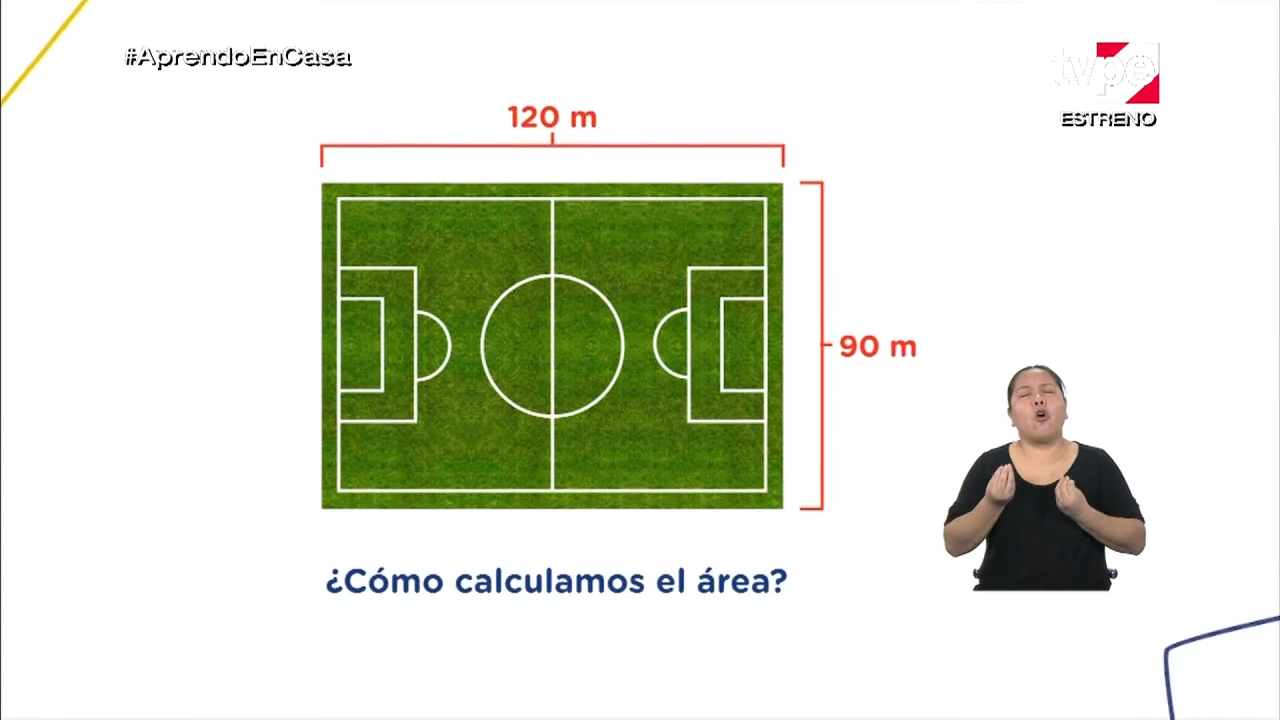 #AprendoEnCasa
tvpe
ESTRENO
120 m
90 m
¿Cómo calculamos el área?